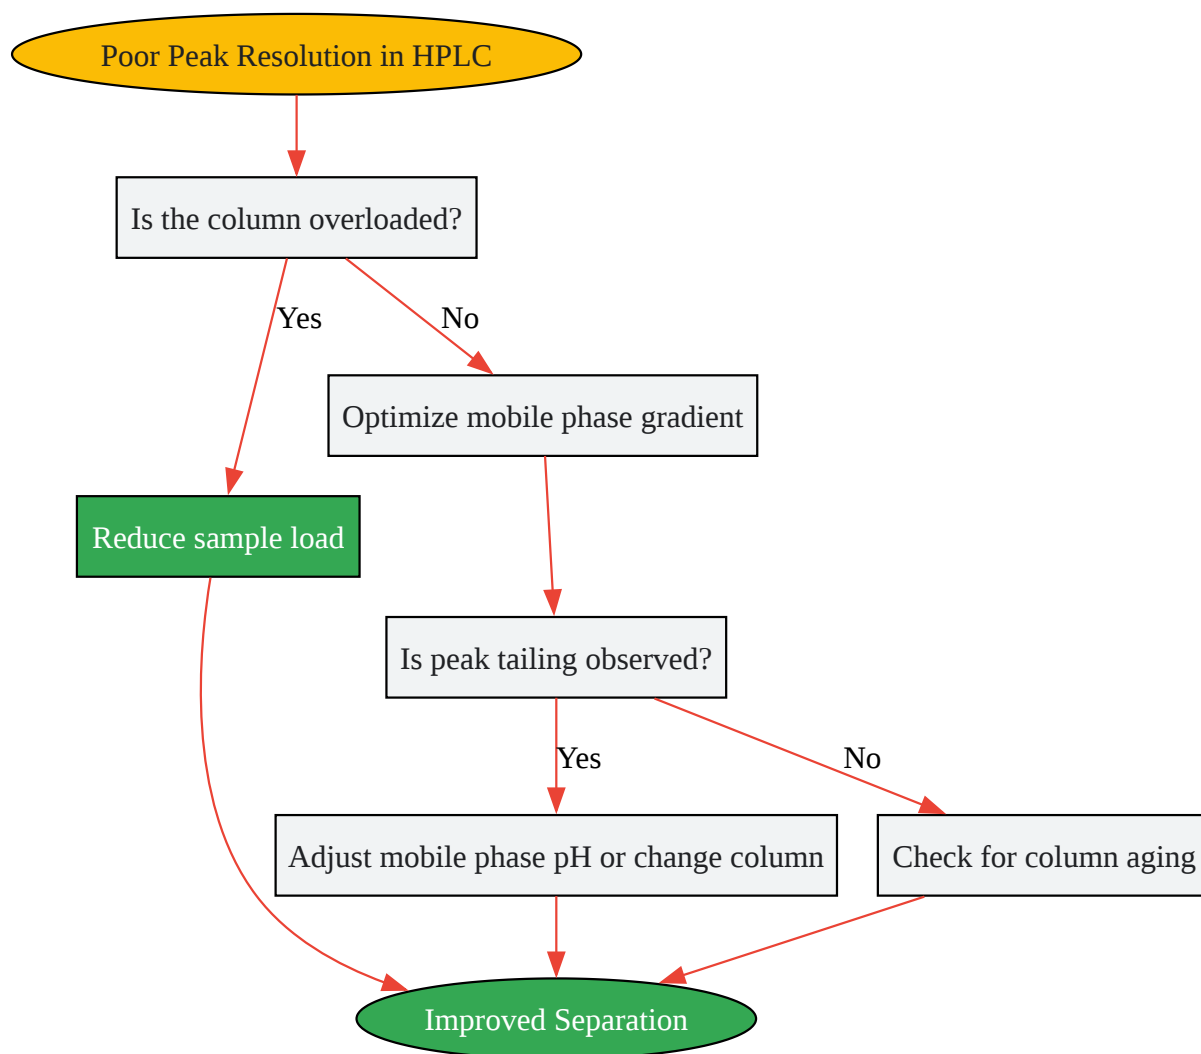 Poor Peak Resolution in HPLC
Is the column overloaded?
Yes
No
Optimize mobile phase gradient
Reduce sample load
Is peak tailing observed?
Yes
No
Adjust mobile phase pH or change column
Check for column aging
Improved Separation